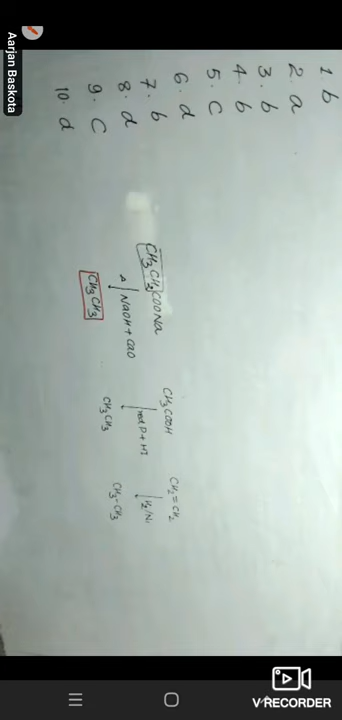 Aarjan Baskota
1. b
2. a
3. b
4. b
5. c
6. d
7. b
8. d
9. c
10. d
CH3CH2COONa
Δ NaOH + CaO
CH3CH3
CH3COOH
red P + HI
CH3CH3
CH2=CH2
H2/Ni
CH3-CH3
V RECORDER